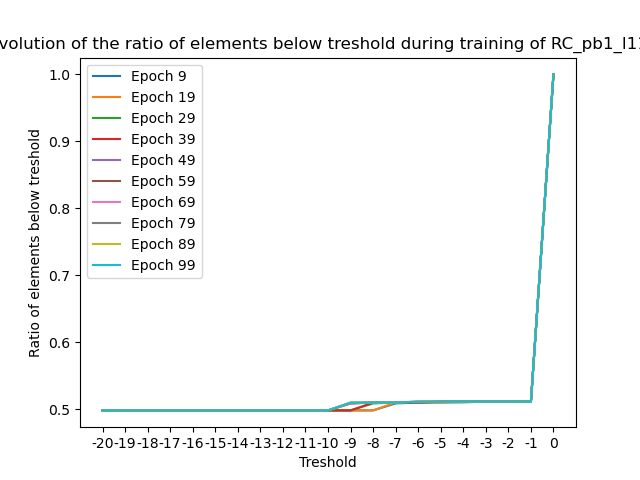 volution of the ratio of elements below treshold during training of RC_pb1_l1
1.0
0.9
0.8
0.7
0.6
0.5
Ratio of elements below treshold
Epoch 9
Epoch 19
Epoch 29
Epoch 39
Epoch 49
Epoch 59
Epoch 69
Epoch 79
Epoch 89
Epoch 99
-20 -19 -18 -17 -16 -15 -14 -13 -12 -11 -10 -9 -8 -7 -6 -5 -4 -3 -2 -1 0
Treshold